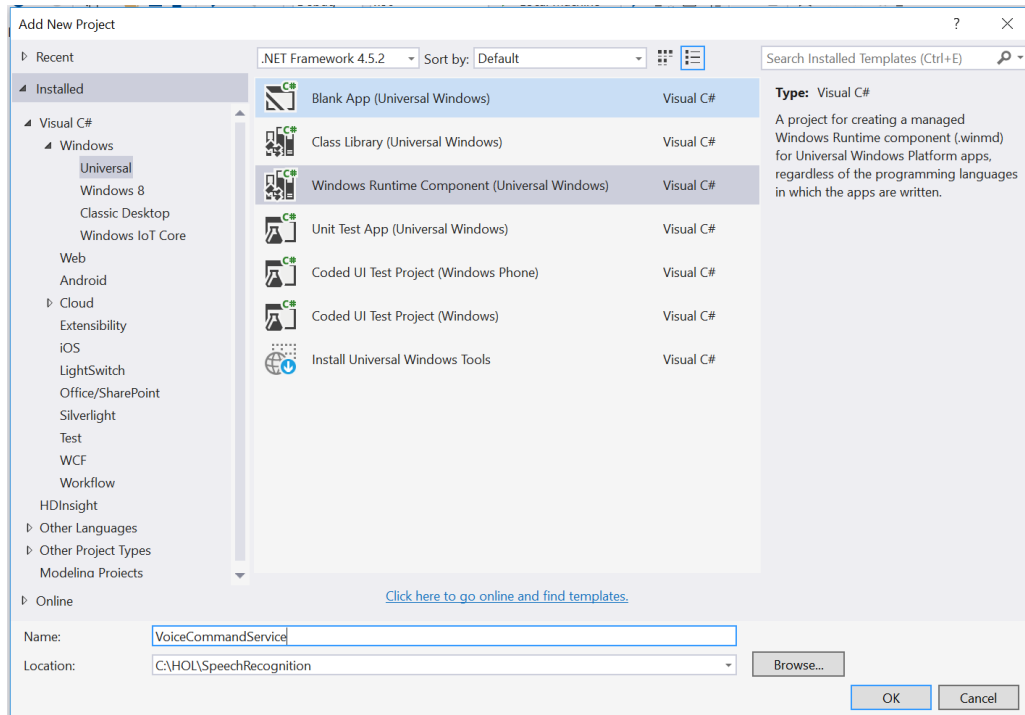 Add New Project
?
Recent
.NET Framework 4.5.2
Sort by:
Default
Search Installed Templates (Ctrl+E)
Installed
Visual C#
Windows
Universal
Windows 8
Classic Desktop
Windows IoT Core
Web
Android
Cloud
Extensibility
iOS
LightSwitch
Office/SharePoint
Silverlight
Test
WCF
Workflow
HDInsight
Other Languages
Other Project Types
Modeling Projects
Online
C# Blank App (Universal Windows) Visual C#
C# Class Library (Universal Windows) Visual C#
C# Windows Runtime Component (Universal Windows) Visual C#
C# Unit Test App (Universal Windows) Visual C#
C# Coded UI Test Project (Windows Phone) Visual C#
C# Coded UI Test Project (Windows) Visual C#
Install Universal Windows Tools Visual C#
Click here to go online and find templates.
Type: Visual C#
A project for creating a managed
Windows Runtime component (.winmd)
for Universal Windows Platform apps,
regardless of the programming languages
in which the apps are written.
Name: VoiceCommandService
Location: C:\HOL\SpeechRecognition
Browse...
OK
Cancel